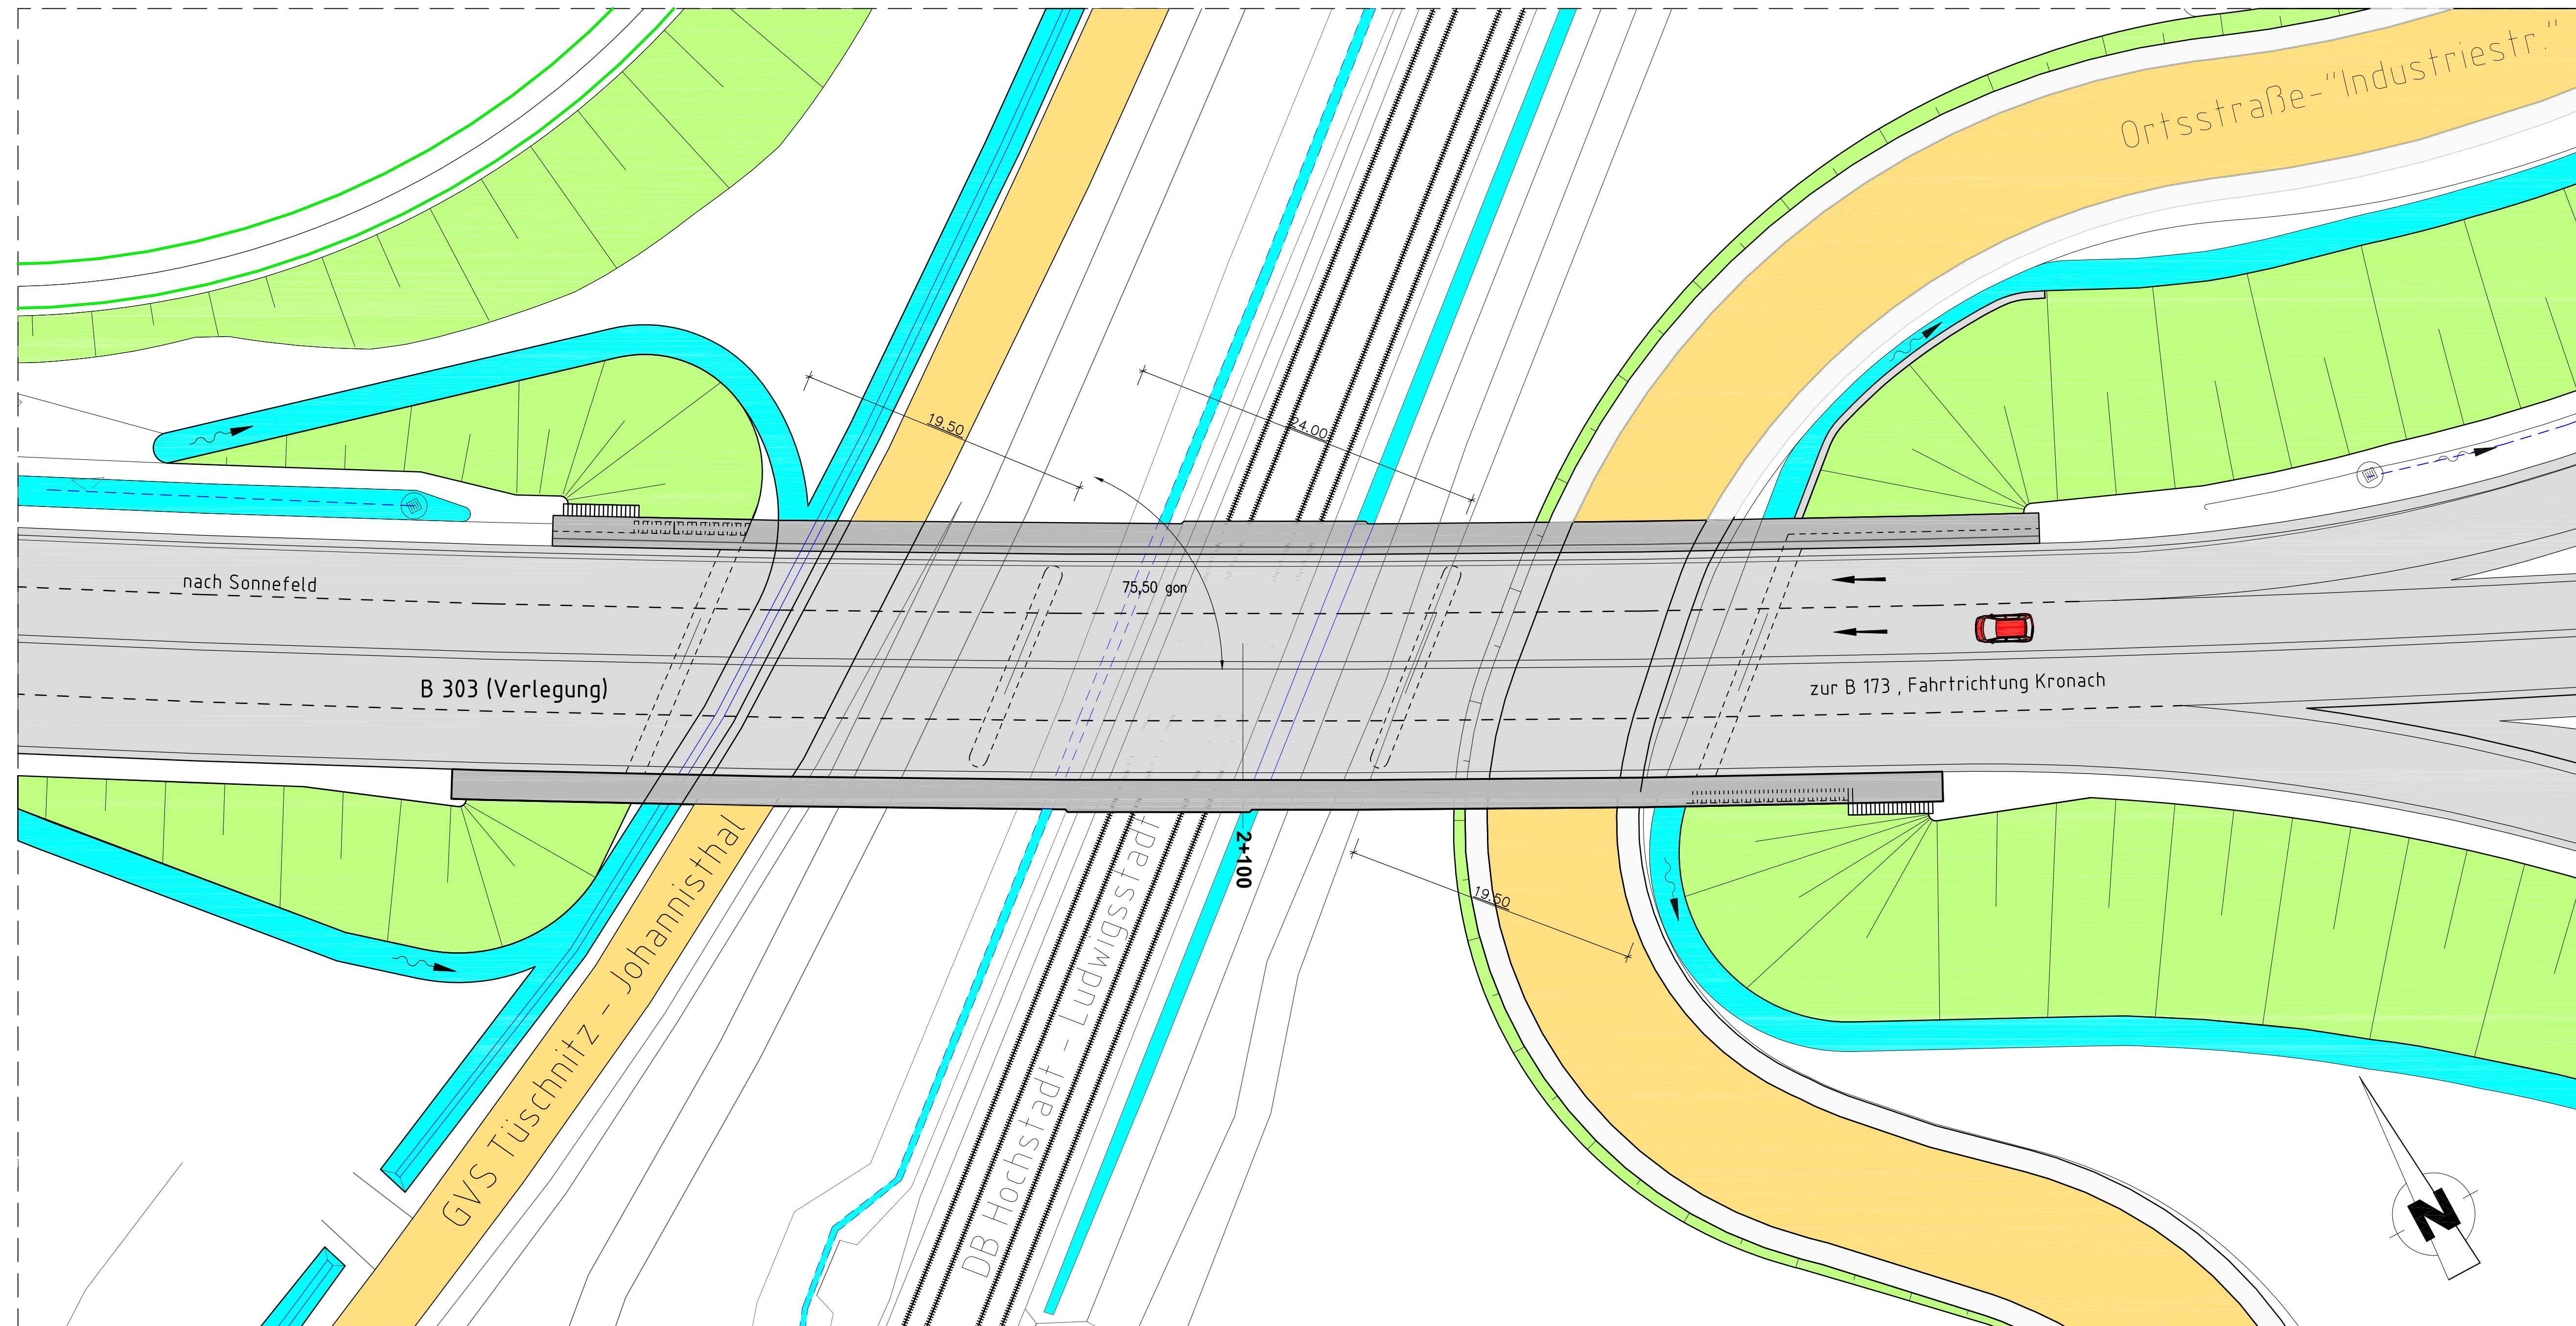 Ortsstraße-"Industriestr."
19.50
24.00
nach Sonnefeld
75,50 gon
B 303 (Verlegung)
zur B 173 , Fahrtrichtung Kronach
2+100
19.50
GVS Tüschnitz - Johannisthal
DB Hochstadt - Ludwigsstadt
N